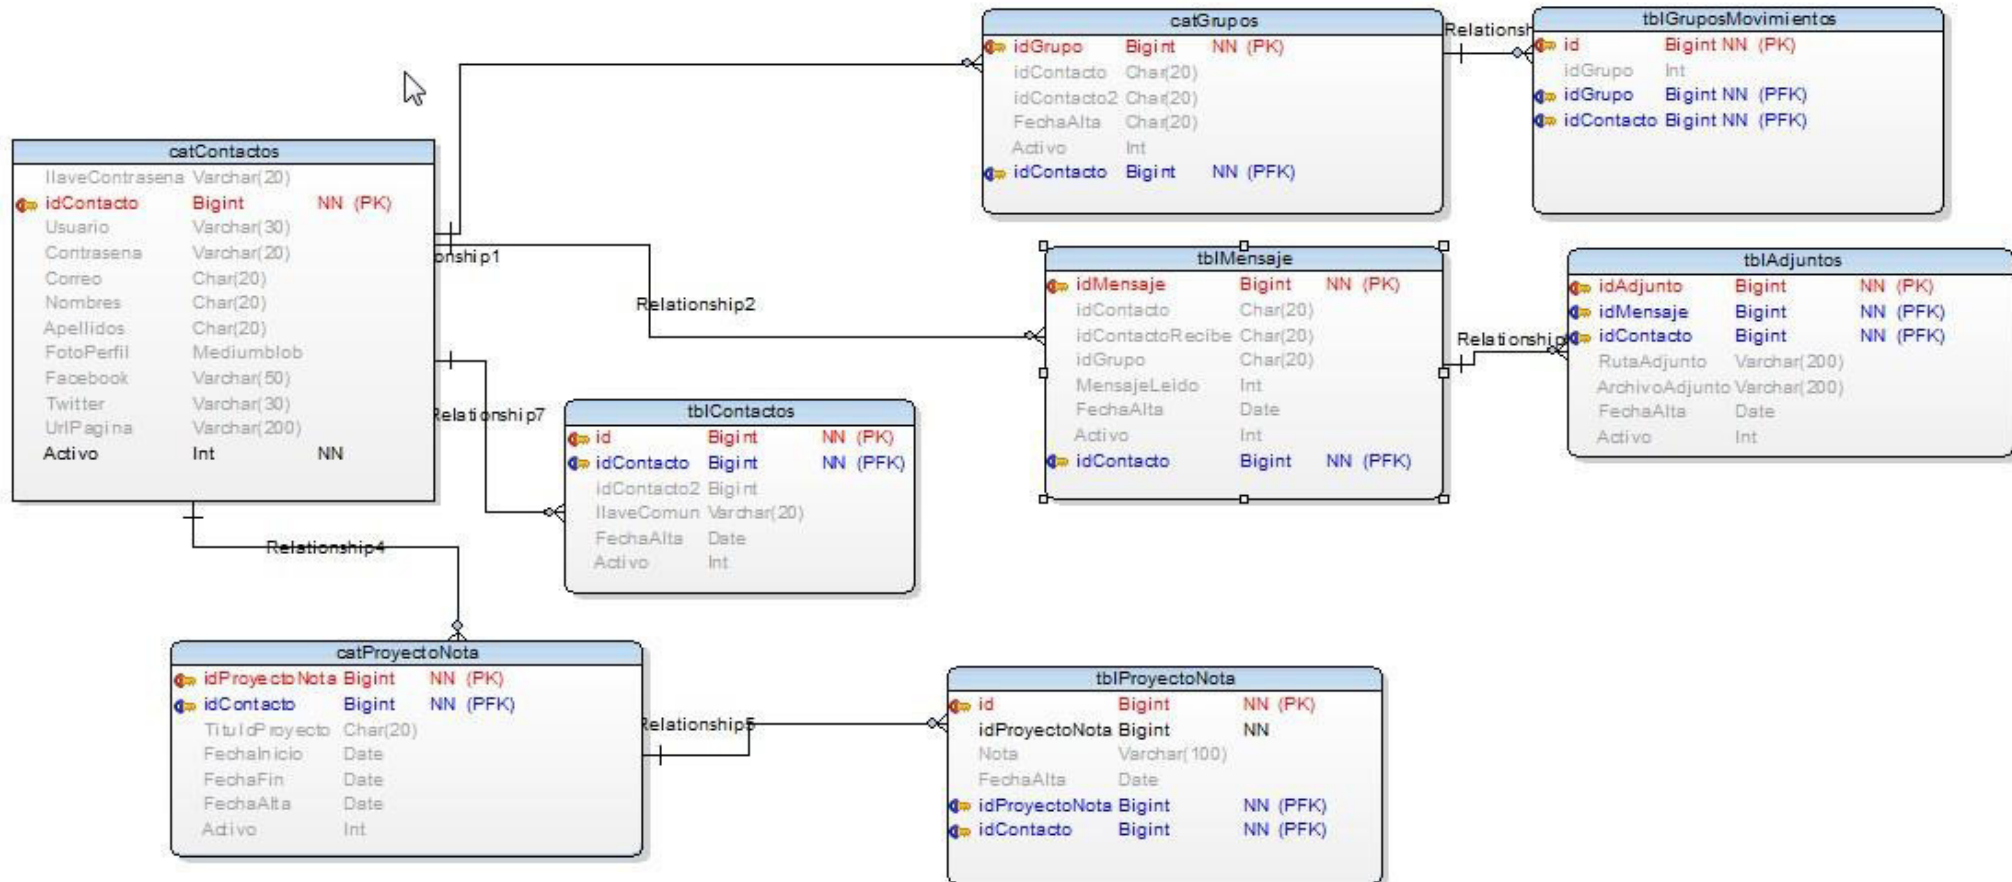 catContactos
llaveContrasena Varchar(20)
idContacto Bigint NN (PK)
Usuario Varchar(30)
Contrasena Varchar(20)
Correo Char(20)
Nombres Char(20)
Apellidos Char(20)
FotoPerfil Mediumblob
Facebook Varchar(50)
Twitter Varchar(30)
UrlPagina Varchar(200)
Activo Int NN
catGrupos
idGrupo Bigint NN (PK)
idContacto Char(20)
idContacto2 Char(20)
FechaAlta Char(20)
Activo Int
idContacto Bigint NN (PFK)
Relationsh
tblGruposMovimientos
id Bigint NN (PK)
idGrupo Int
idGrupo Bigint NN (PFK)
idContacto Bigint NN (PFK)
onship1
Relationship2
tblMensaje
idMensaje Bigint NN (PK)
idContacto Char(20)
idContactoRecibe Char(20)
idGrupo Char(20)
MensajeLeido Int
FechaAlta Date
Activo Int
idContacto Bigint NN (PFK)
Relationship
tblAdjuntos
idAdjunto Bigint NN (PK)
idMensaje Bigint NN (PFK)
idContacto Bigint NN (PFK)
RutaAdjunto Varchar(200)
ArchivoAdjunto Varchar(200)
FechaAlta Date
Activo Int
Relationship7
tblContactos
id Bigint NN (PK)
idContacto Bigint NN (PFK)
idContacto2 Bigint
llaveComun Varchar(20)
FechaAlta Date
Activo Int
Relationship4
catProyectoNota
idProyectoNota Bigint NN (PK)
idContacto Bigint NN (PFK)
TituldProyecto Char(20)
FechaInicio Date
FechaFin Date
FechaAlta Date
Activo Int
Relationship5
tblProyectoNota
id Bigint NN (PK)
idProyectoNota Bigint NN
Nota Varchar(100)
FechaAlta Date
idProyectoNota Bigint NN (PFK)
idContacto Bigint NN (PFK)